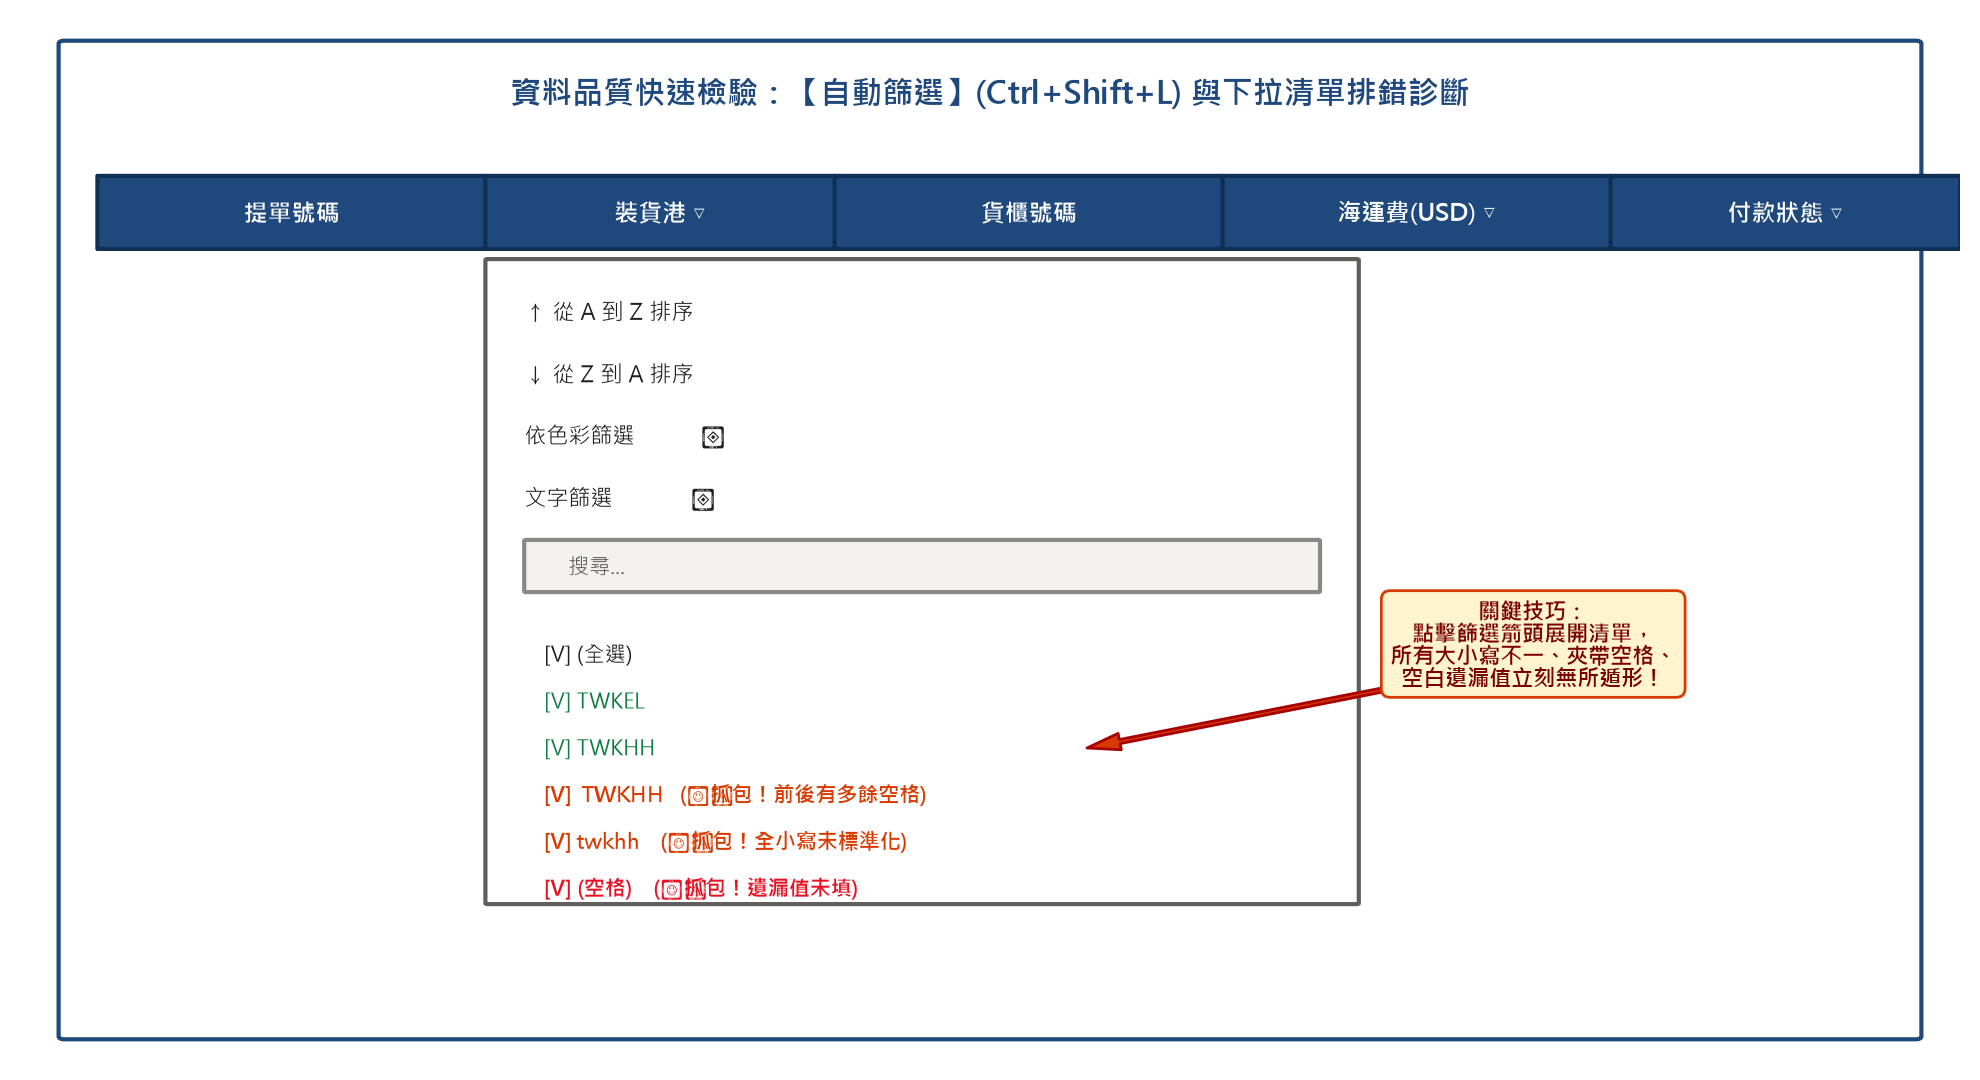 資料品質快速檢驗：【自動篩選】(Ctrl+Shift+L) 與下拉清單排錯診斷
提單號碼 裝貨港 ▽ 貨櫃號碼 海運費(USD) ▽ 付款狀態 ▽
↑ 從 A 到 Z 排序
↓ 從 Z 到 A 排序
依色彩篩選
文字篩選
搜尋...
關鍵技巧：
點擊篩選箭頭展開清單，
所有大小寫不一、夾帶空格、
空白遺漏值立刻無所遁形！
[V] (全選)
[V] TWKEL
[V] TWKHH
[V] TWKHH (抓包！前後有多餘空格)
[V] twkhh (抓包！全小寫未標準化)
[V] (空格) (抓包！遺漏值未填)